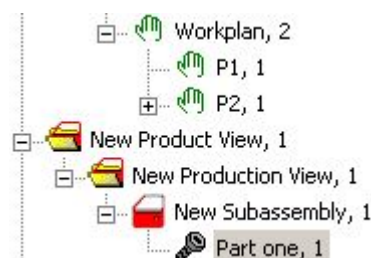 Workplan, 2
P1, 1
P2, 1
New Product View, 1
New Production View, 1
New Subassembly, 1
Part one, 1